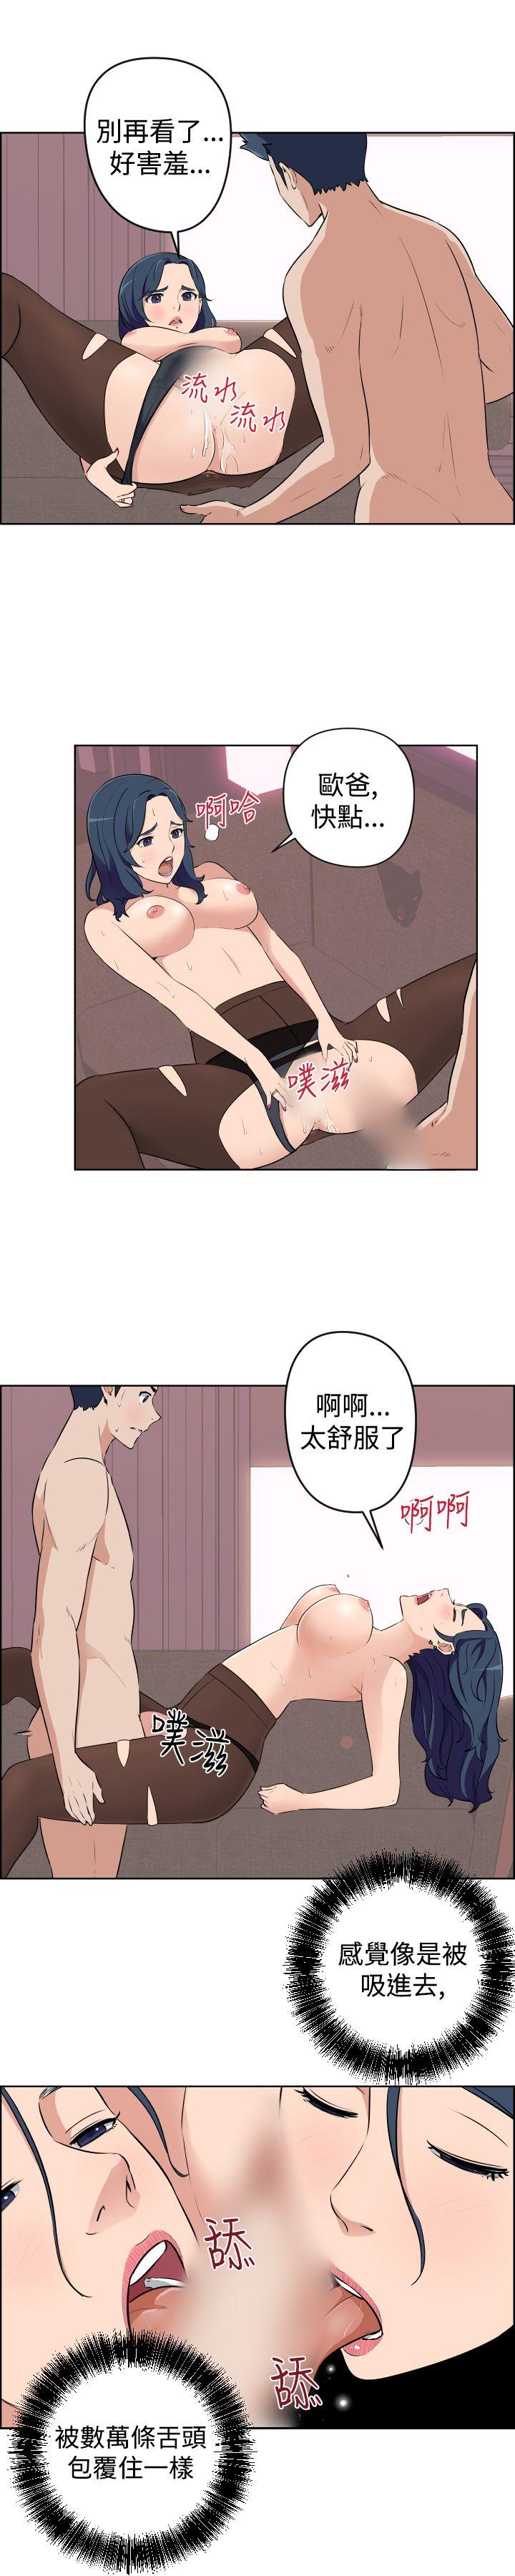 別再看了...
好害羞...
流水
流水
歐爸,
快點...
啊哈
噗滋
啊啊...
太舒服了
啊啊
噗滋
感覺像是被
吸進去,
舔
舔
被數萬條舌頭
包覆住一樣